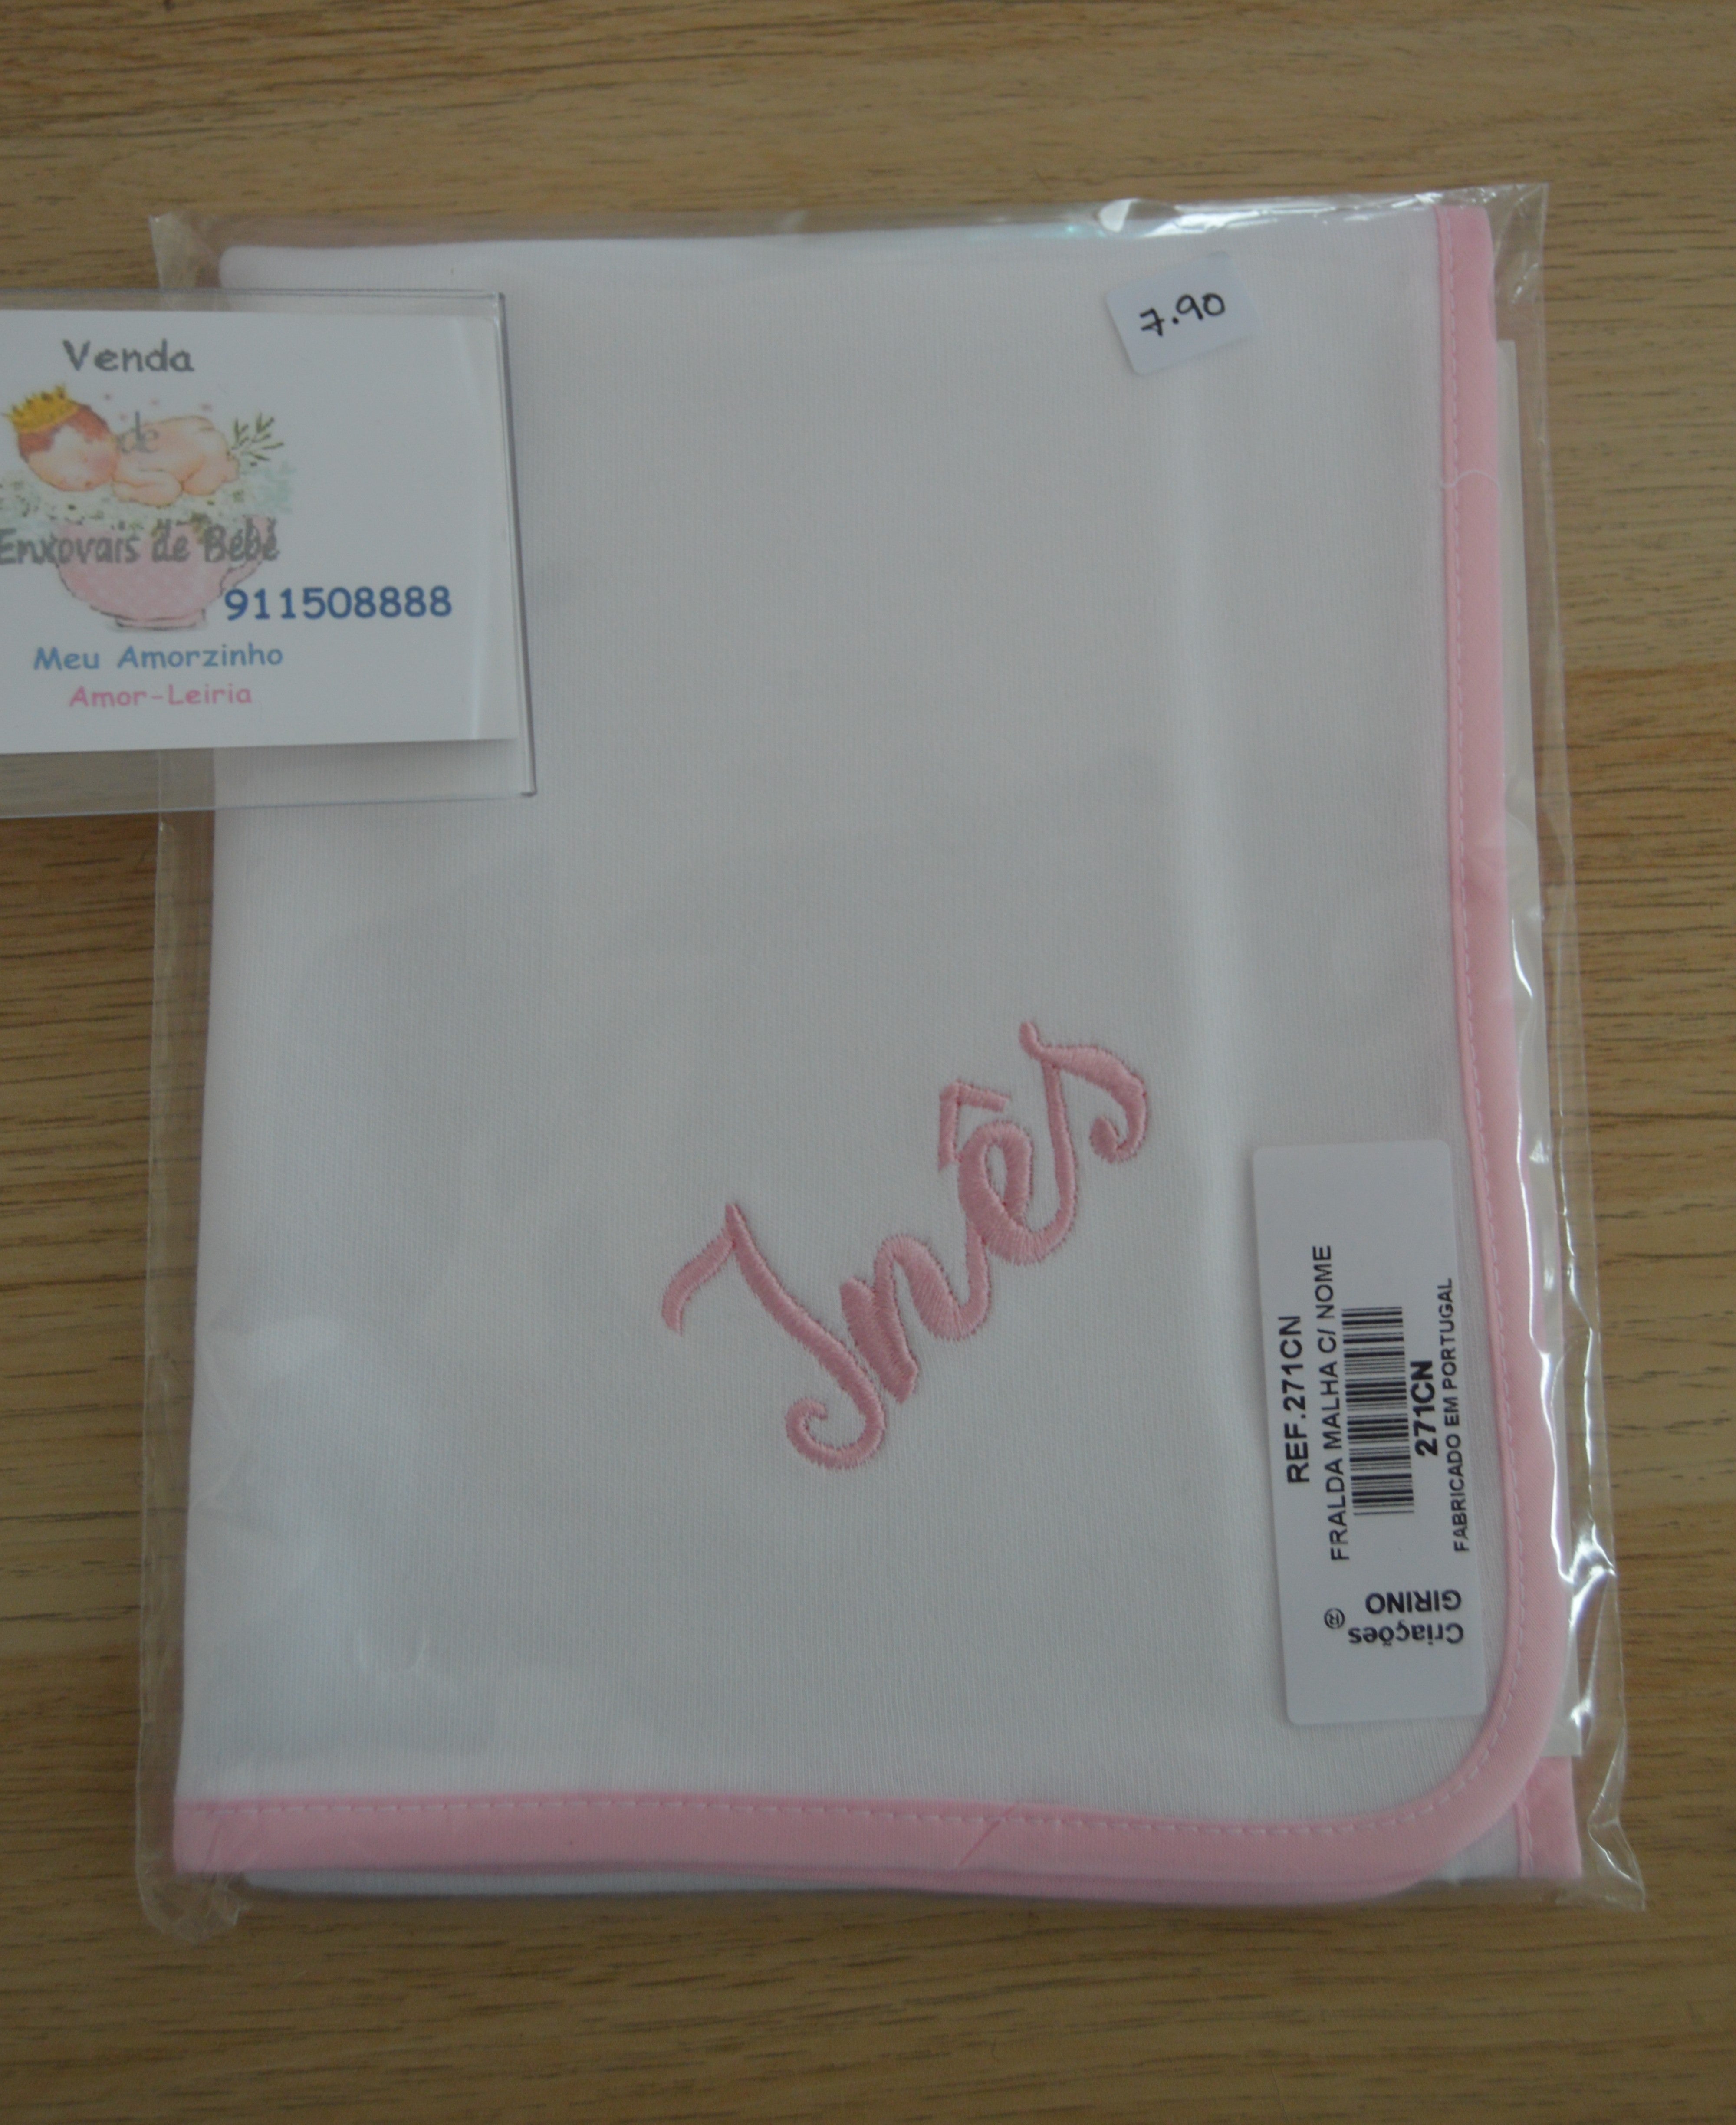 7.90
Venda
de
Enxovais de Bébé
911508888
Meu Amorzinho
Amor-Leiria
Inês
REF.271CN
FRALDA MALHA C/ NOME
271CN
FABRICADO EM PORTUGAL
Criações
GIRINO ®